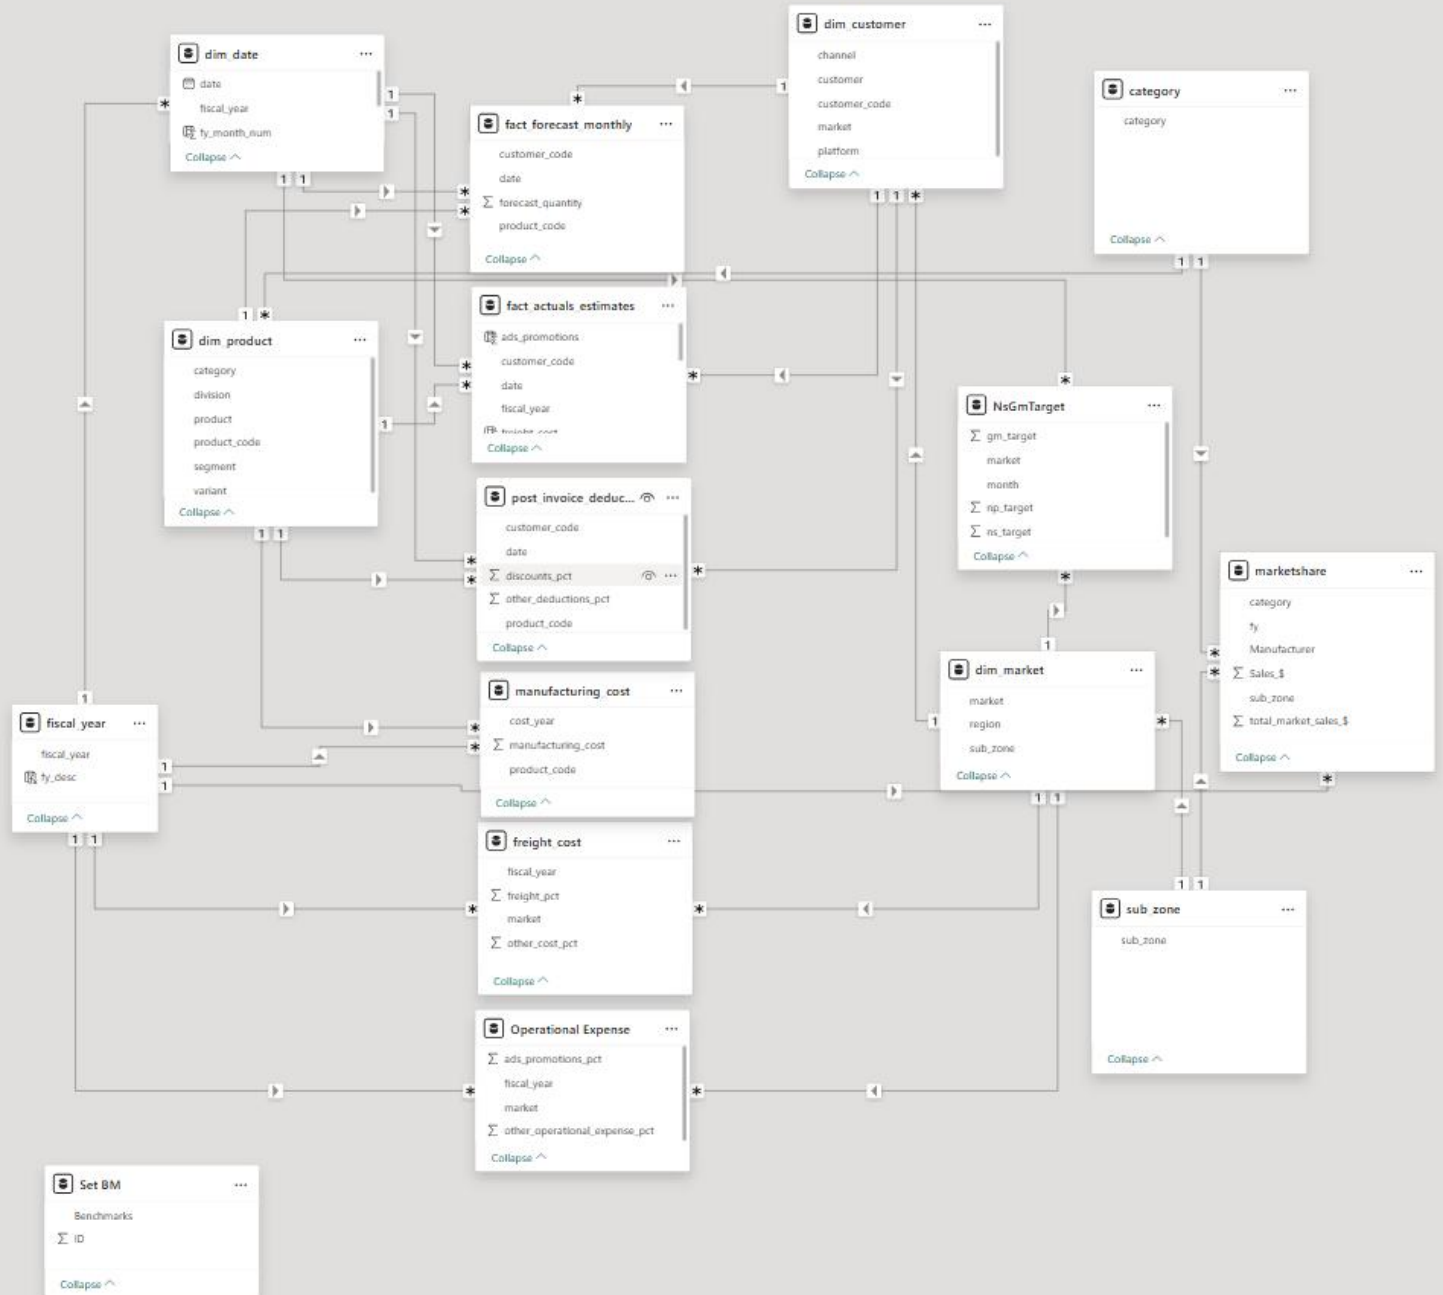 dim_date
date
fiscal_year
fy_month_num
Collapse
dim_customer
channel
customer
customer_code
market
platform
Collapse
category
category
Collapse
fact_forecast_monthly
customer_code
date
forecast_quantity
product_code
Collapse
dim_product
category
division
product
product_code
segment
variant
Collapse
fact_actuals_estimates
ads_promotions
customer_code
date
fiscal_year
freight_cost
Collapse
NsGmTarget
gm_target
market
month
np_target
ns_target
Collapse
post_invoice_deduc...
customer_code
date
discounts_pct
other_deductions_pct
product_code
Collapse
marketshare
category
fy
Manufacturer
Sales_$
sub_zone
total_market_sales_$
Collapse
dim_market
market
region
sub_zone
Collapse
manufacturing_cost
cost_year
manufacturing_cost
product_code
Collapse
fiscal_year
fiscal_year
fy_desc
Collapse
freight_cost
fiscal_year
freight_pct
market
other_cost_pct
Collapse
sub_zone
sub_zone
Collapse
Operational Expense
ads_promotions_pct
fiscal_year
market
other_operational_expense_pct
Collapse
Set BM
Benchmarks
ID
Collapse